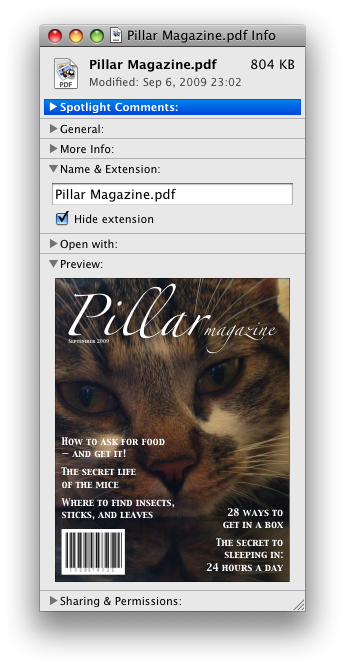 Pillar Magazine.pdf Info
Pillar Magazine.pdf 804 KB
Modified: Sep 6, 2009 23:02
PDF
Spotlight Comments:
General:
More Info:
Name & Extension:
Pillar Magazine.pdf
Hide extension
Open with:
Preview:
Pillar magazine
September 2009
How to ask for food
– and get it!
The secret life
of the mice
Where to find insects,
sticks, and leaves
28 ways to
get in a box
The secret to
sleeping in:
24 hours a day
Sharing & Permissions: